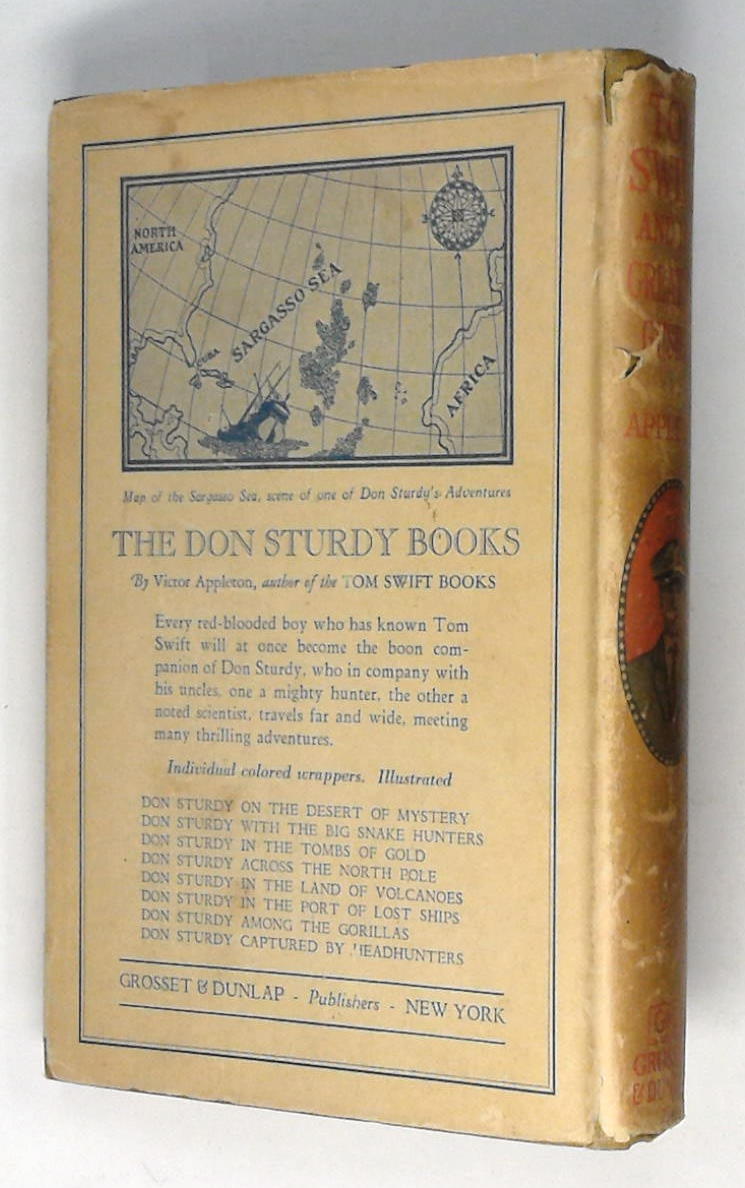 NORTH
AMERICA
CUBA
SARGASSO SEA
AFRICA
Map of the Sargasso Sea, scene of one of Don Sturdy's Adventures
THE DON STURDY BOOKS
By Victor Appleton, author of the TOM SWIFT BOOKS
Every red-blooded boy who has known Tom
Swift will at once become the boon com-
panion of Don Sturdy, who in company with
his uncles, one a mighty hunter, the other a
noted scientist, travels far and wide, meeting
many thrilling adventures.
Individual colored wrappers. Illustrated
DON STURDY ON THE DESERT OF MYSTERY
DON STURDY WITH THE BIG SNAKE HUNTERS
DON STURDY IN THE TOMBS OF GOLD
DON STURDY ACROSS THE NORTH POLE
DON STURDY IN THE LAND OF VOLCANOES
DON STURDY IN THE PORT OF LOST SHIPS
DON STURDY AMONG THE GORILLAS
DON STURDY CAPTURED BY HEADHUNTERS
GROSSET & DUNLAP - Publishers - NEW YORK